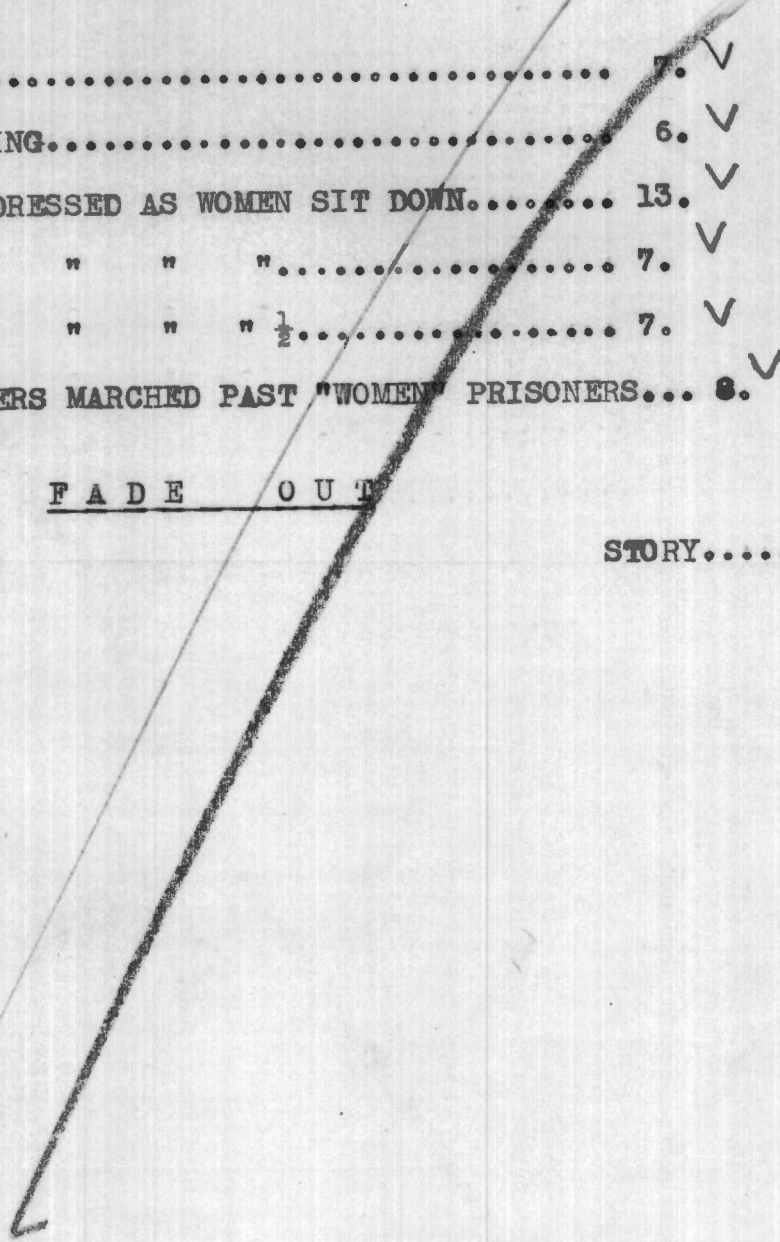 ............................... 7. ✓
ING........................... 6. ✓
DRESSED AS WOMEN SIT DOWN....... 13. ✓
" " "................ 7. ✓
" " " ½............... 7. ✓
ERS MARCHED PAST "WOMEN" PRISONERS... 8. ✓
F A D E O U T
STORY....